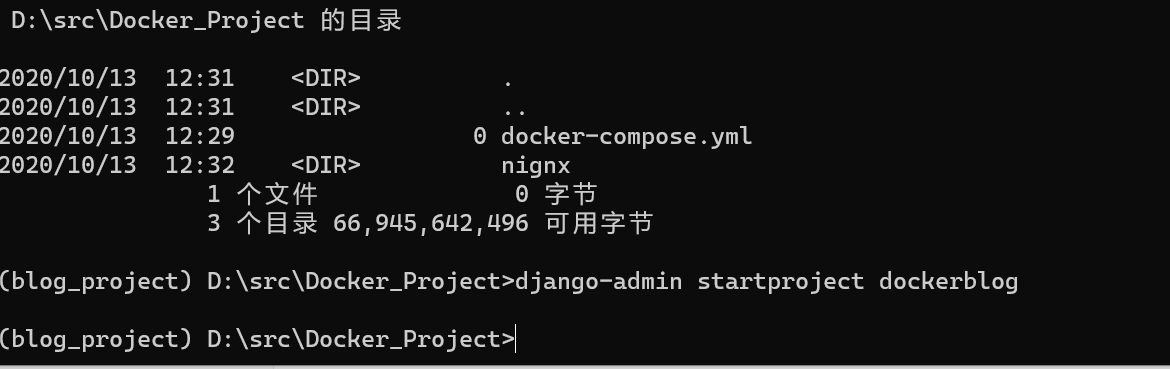 D:\src\Docker_Project 的目录
2020/10/13  12:31    <DIR>          .
2020/10/13  12:31    <DIR>          ..
2020/10/13  12:29                 0 docker-compose.yml
2020/10/13  12:32    <DIR>          nignx
1 个文件              0 字节
3 个目录 66,945,642,496 可用字节
(blog_project) D:\src\Docker_Project>django-admin startproject dockerblog
(blog_project) D:\src\Docker_Project>